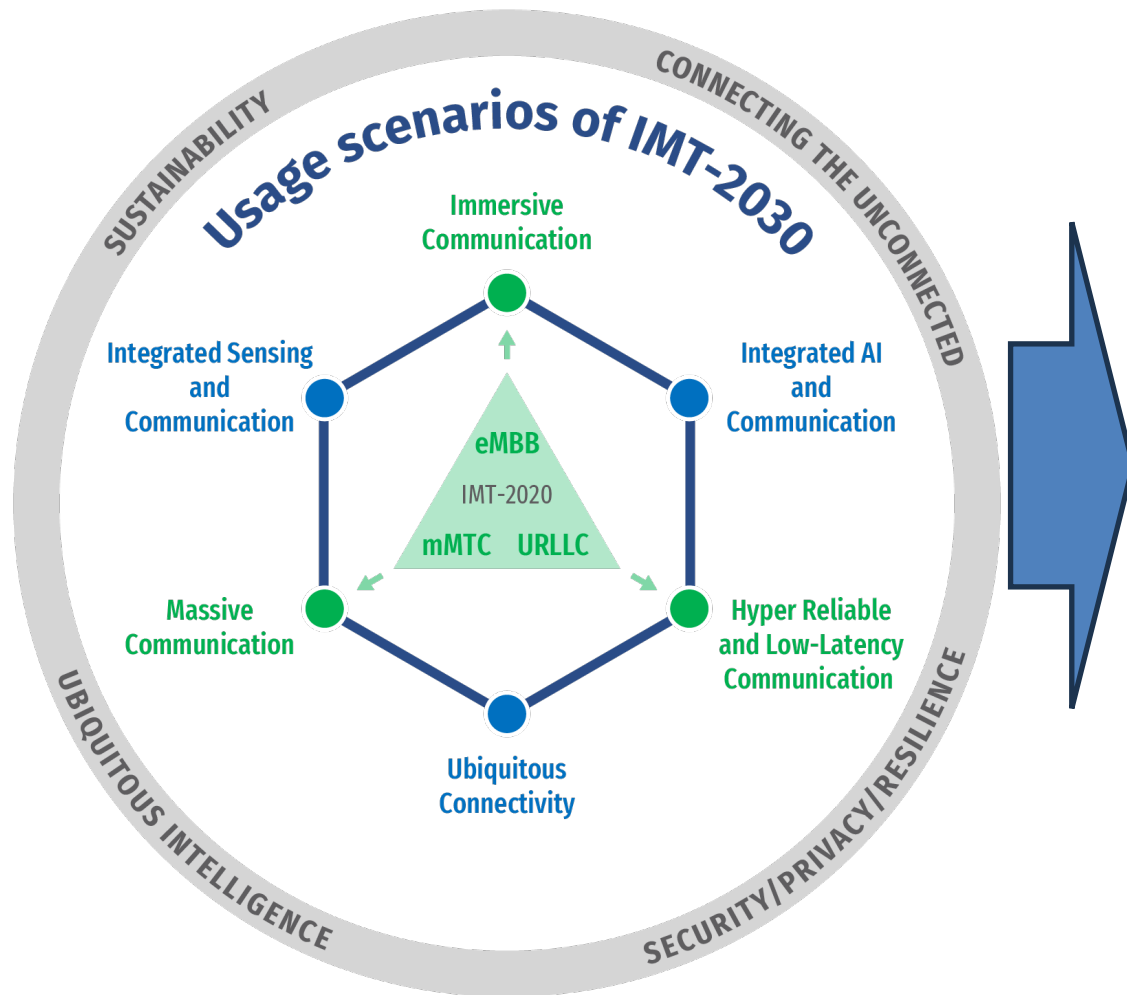 SUSTAINABILITY
CONNECTING THE UNCONNECTED
Usage scenarios of IMT-2030
Immersive
Communication
Integrated Sensing
and
Communication
Integrated AI
and
Communication
eMBB
IMT-2020
mMTC URLLC
Massive
Communication
Hyper Reliable
and Low-Latency
Communication
Ubiquitous
Connectivity
UBIQUITOUS INTELLIGENCE
SECURITY/PRIVACY/RESILIENCE